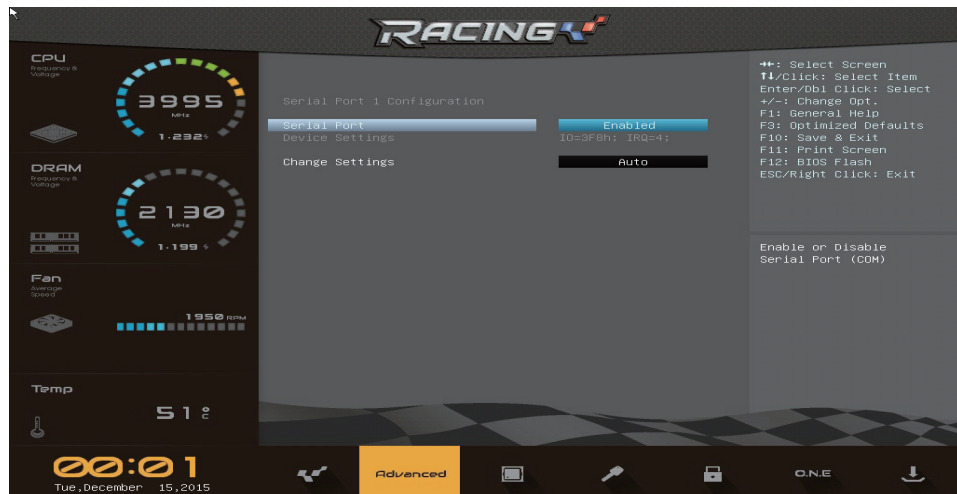 RACING
CPU
Frequency &
Voltage
3995
MHz
1.232v
DRAM
Frequency &
Voltage
2130
MHz
1.199v
Fan
Average
Speed
1950 RPM
Temp
51°C
00:01
Tue,December 15,2015
Serial Port 1 Configuration
Serial Port Enabled
Device Settings IO=3F8h; IRQ=4;
Change Settings Auto
→←: Select Screen
↑↓/Click: Select Item
Enter/Dbl Click: Select
+/-: Change Opt.
F1: General Help
F3: Optimized Defaults
F10: Save & Exit
F11: Print Screen
F12: BIOS Flash
ESC/Right Click: Exit
Enable or Disable
Serial Port (COM)
Advanced
O.N.E